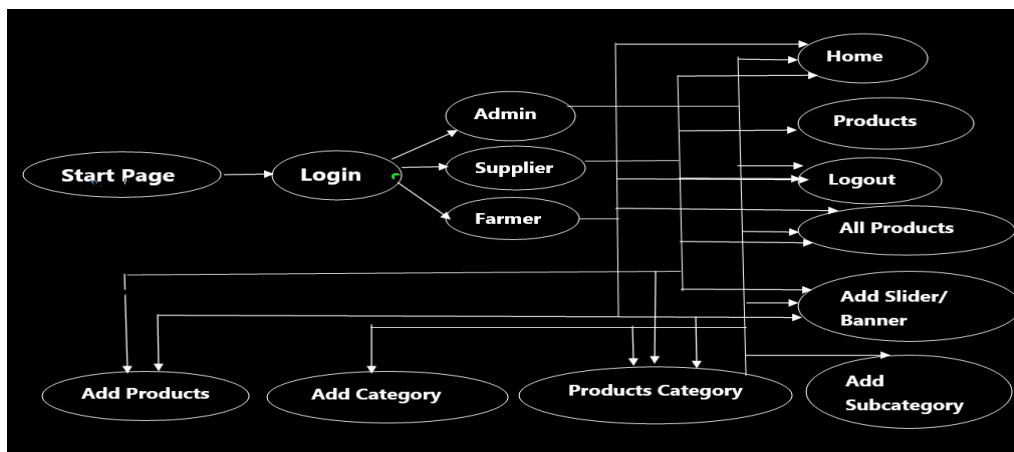 Home
Admin
Products
Start Page
Login
Supplier
Logout
Farmer
All Products
Add Slider/
Banner
Add Products
Add Category
Products Category
Add
Subcategory